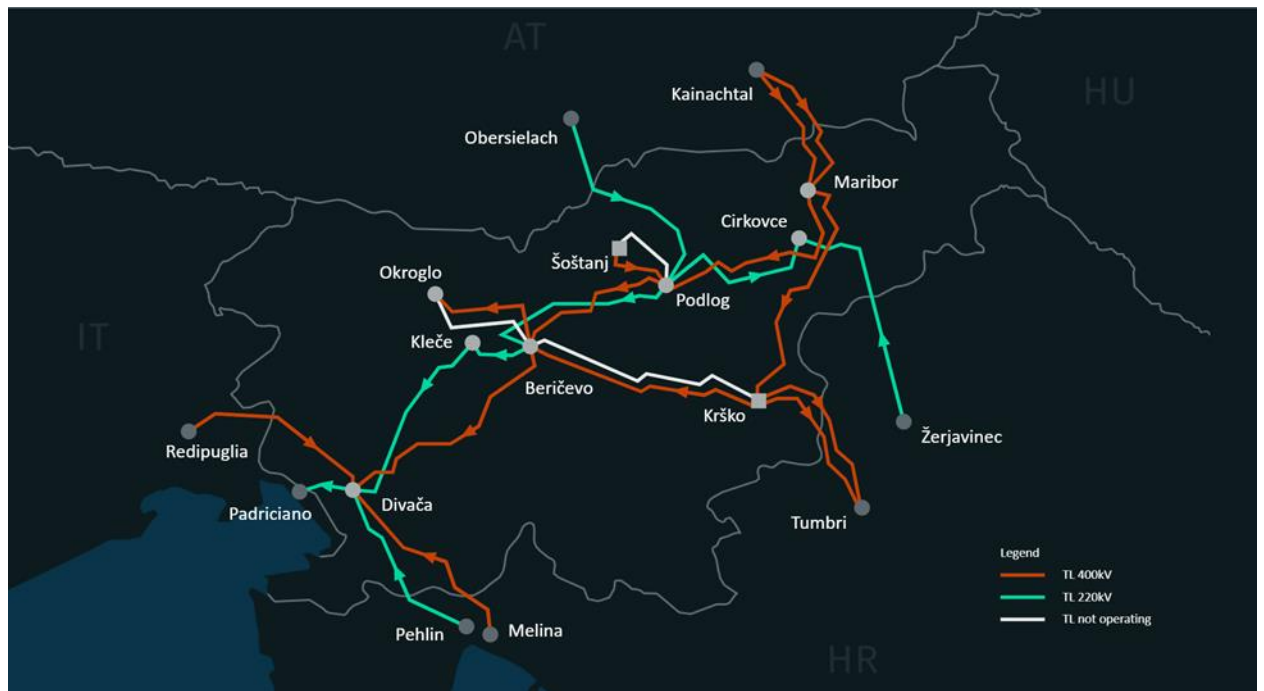 AT
HU
Kainachtal
Obersielach
Maribor
Cirkovce
Šoštanj
Okroglo
Podlog
IT
Kleče
Beričevo
Krško
Žerjavinec
Redipuglia
Divača
Padriciano
Tumbri
Legend
TL 400kV
TL 220kV
TL not operating
Pehlin
Melina
HR